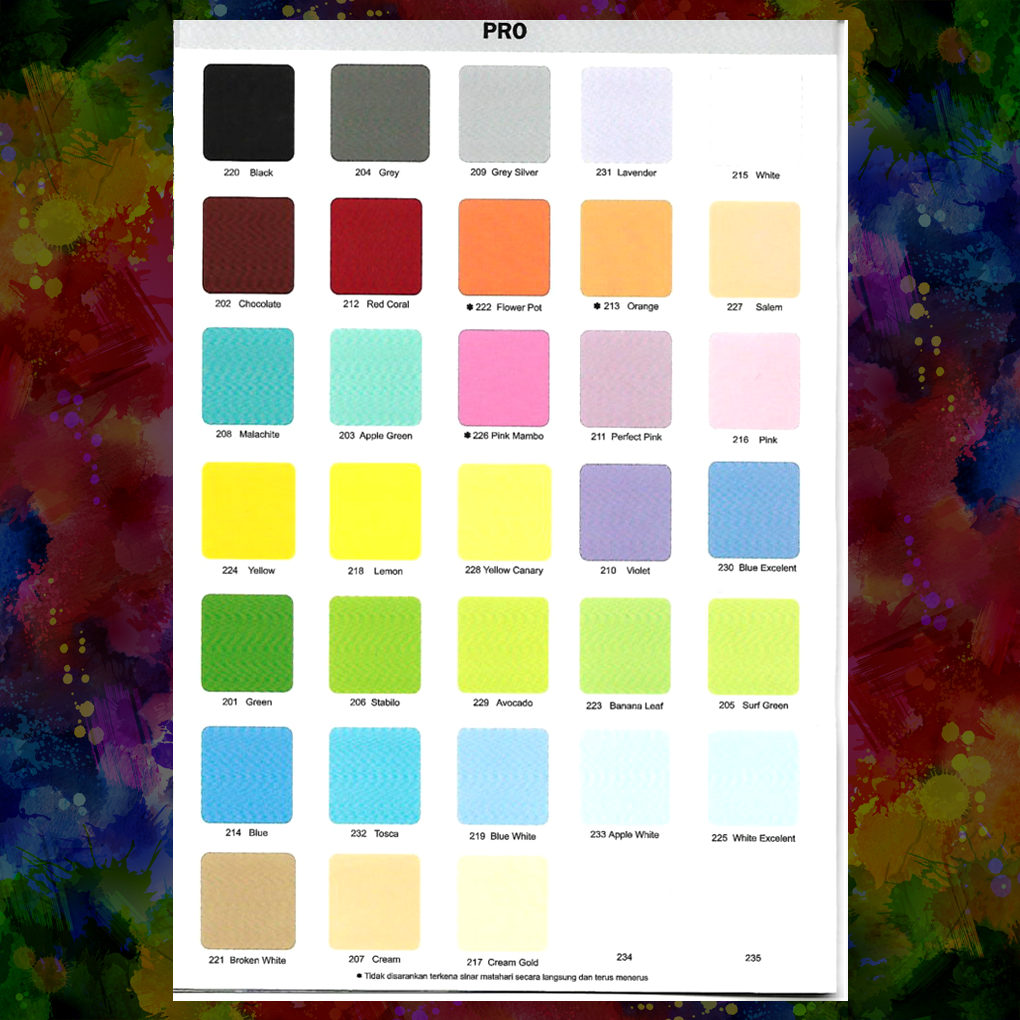 PRO
220 Black
204 Grey
209 Grey Silver
231 Lavender
215 White
202 Chocolate
212 Red Coral
✱ 222 Flower Pot
✱ 213 Orange
227 Salem
208 Malachite
203 Apple Green
✱ 226 Pink Mambo
211 Perfect Pink
216 Pink
224 Yellow
218 Lemon
228 Yellow Canary
210 Violet
230 Blue Excelent
201 Green
206 Stabilo
229 Avocado
223 Banana Leaf
205 Surf Green
214 Blue
232 Tosca
219 Blue White
233 Apple White
225 White Excelent
221 Broken White
207 Cream
217 Cream Gold
234
235
✱ Tidak disarankan terkena sinar matahari secara langsung dan terus menerus